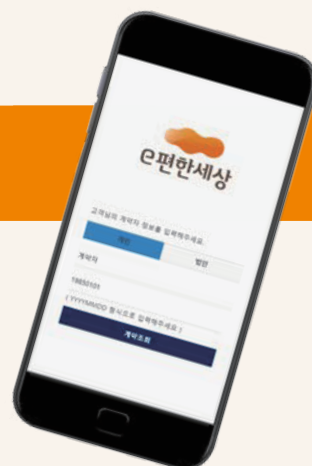 e편한세상
고객님의 계약자 정보를 입력해주세요.
개인
법인
계약자
19850101
( YYYYMMDD 형식으로 입력해주세요 )
계약조회